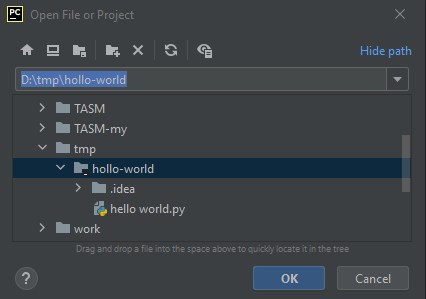 PC Open File or Project
Hide path
D:\tmp\hollo-world
TASM
TASM-my
tmp
hollo-world
.idea
hello world.py
work
Drag and drop a file into the space above to quickly locate it in the tree
? OK Cancel